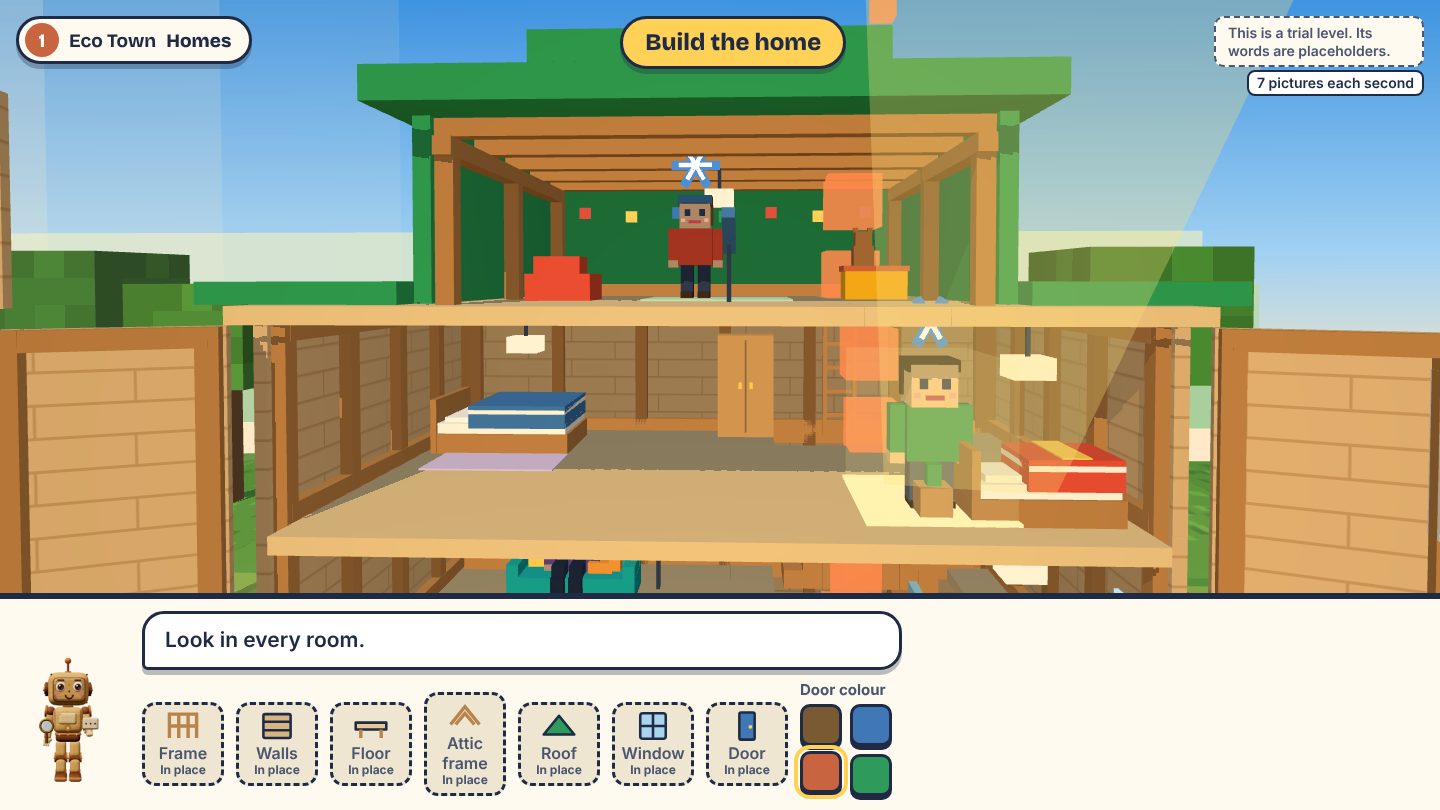 1 Eco Town Homes
Build the home
This is a trial level. Its
words are placeholders.
7 pictures each second
Look in every room.
Door colour
Frame
In place
Walls
In place
Floor
In place
Attic
frame
In place
Roof
In place
Window
In place
Door
In place